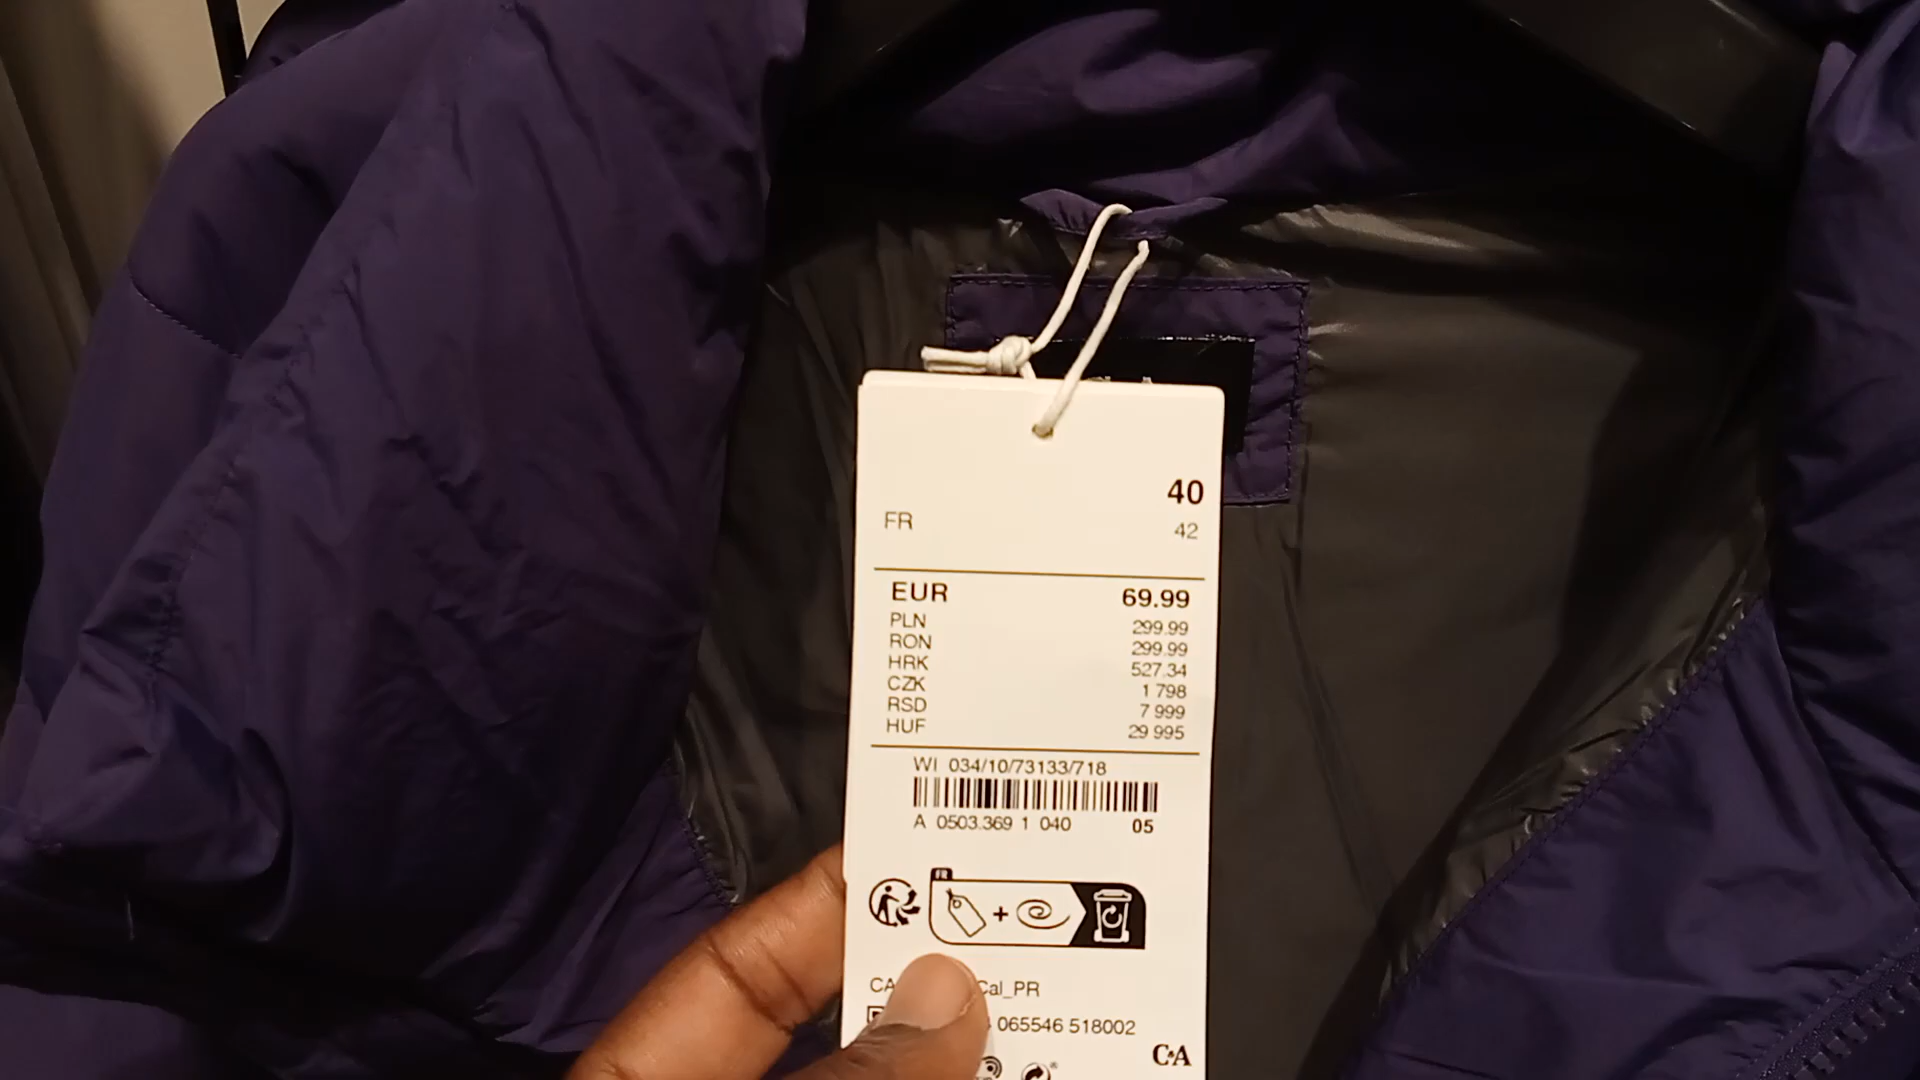 40
FR 42
EUR 69.99
PLN 299.99
RON 299.99
HRK 527.34
CZK 1 798
RSD 7 999
HUF 29 995
WI 034/10/73133/718
A 0503.369 1 040 05
FR
+
Cal_PR
065546 518002
C&A